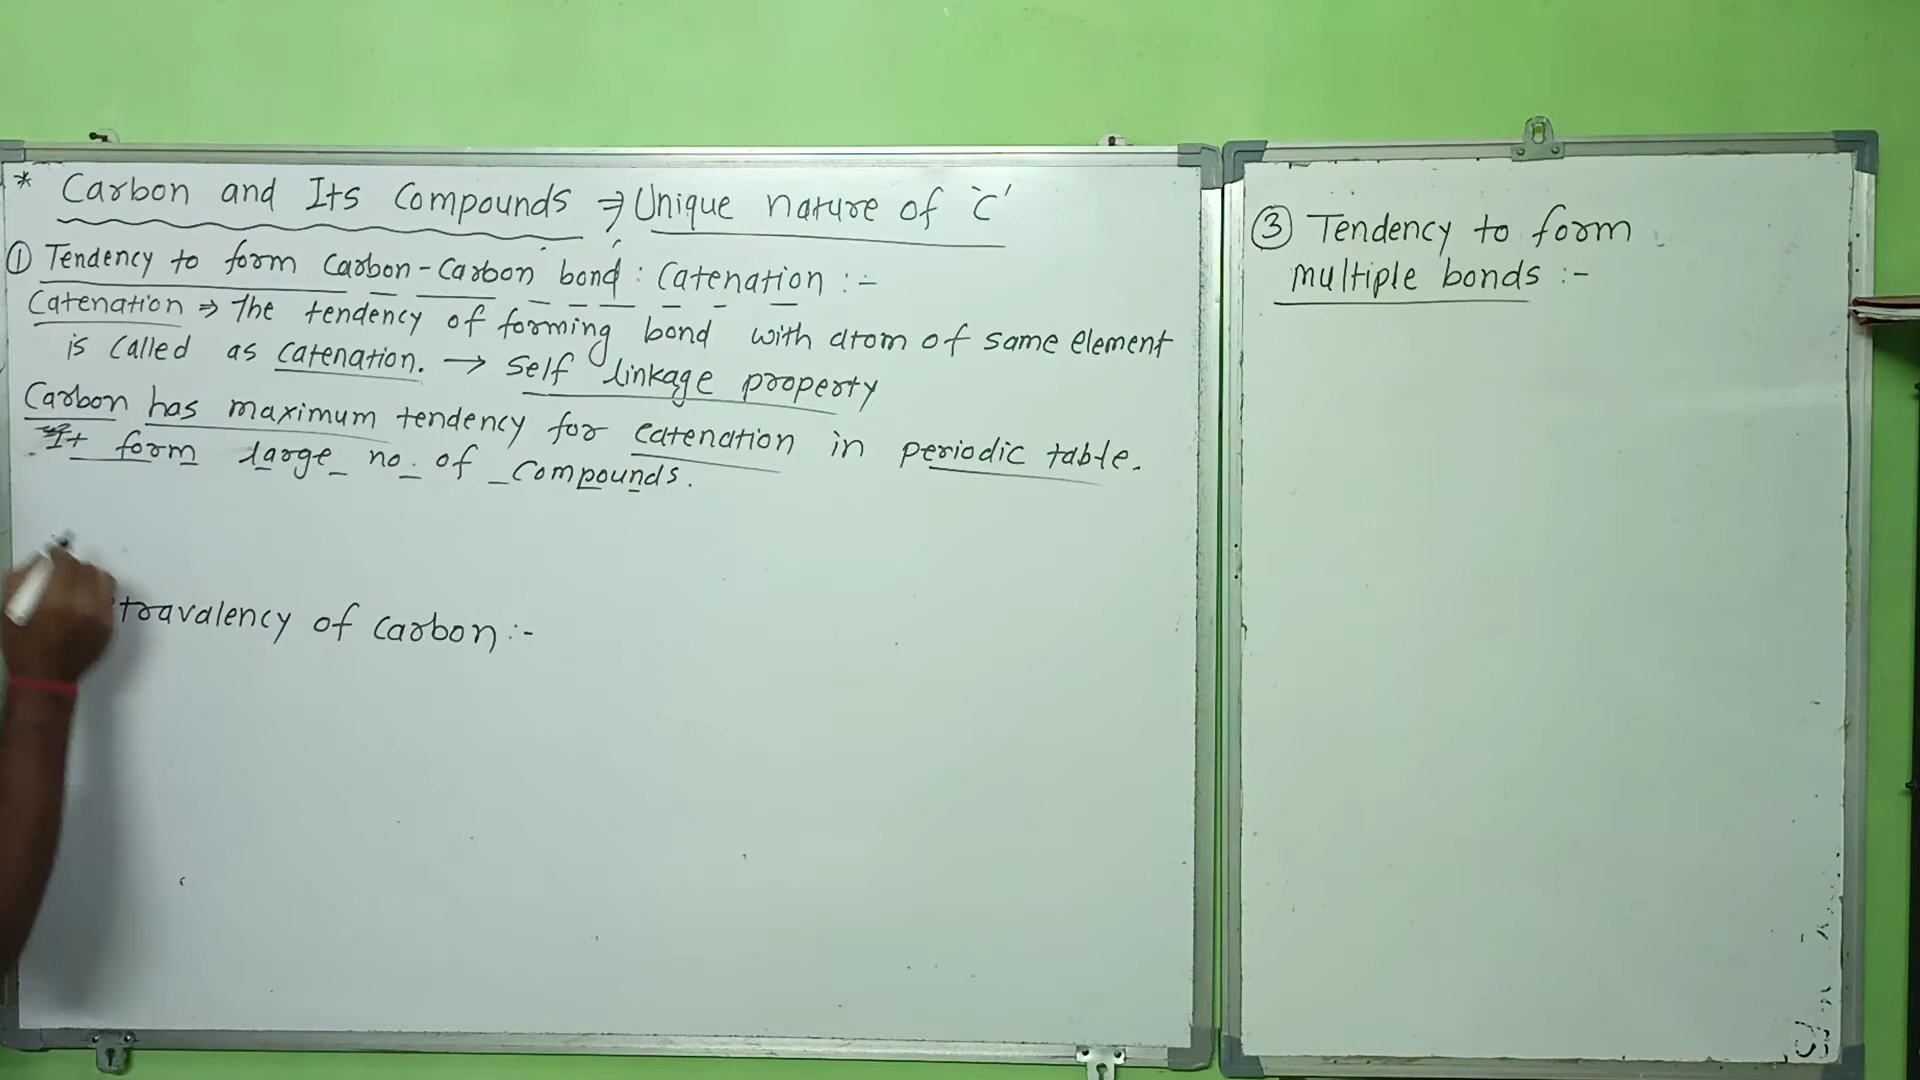 * Carbon and Its Compounds ⇒ Unique nature of 'C'
① Tendency to form Carbon-Carbon bond : Catenation :-
Catenation ⇒ The tendency of forming bond with atom of same element
is called as catenation. → Self linkage property
Carbon has maximum tendency for catenation in periodic table.
It form large no. of compounds.
travalency of carbon :-
③ Tendency to form
multiple bonds :-